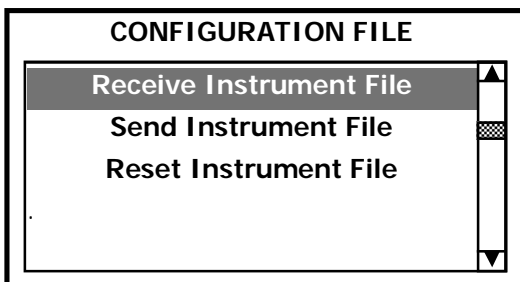 CONFIGURATION FILE
Receive Instrument File
Send Instrument File
Reset Instrument File
.